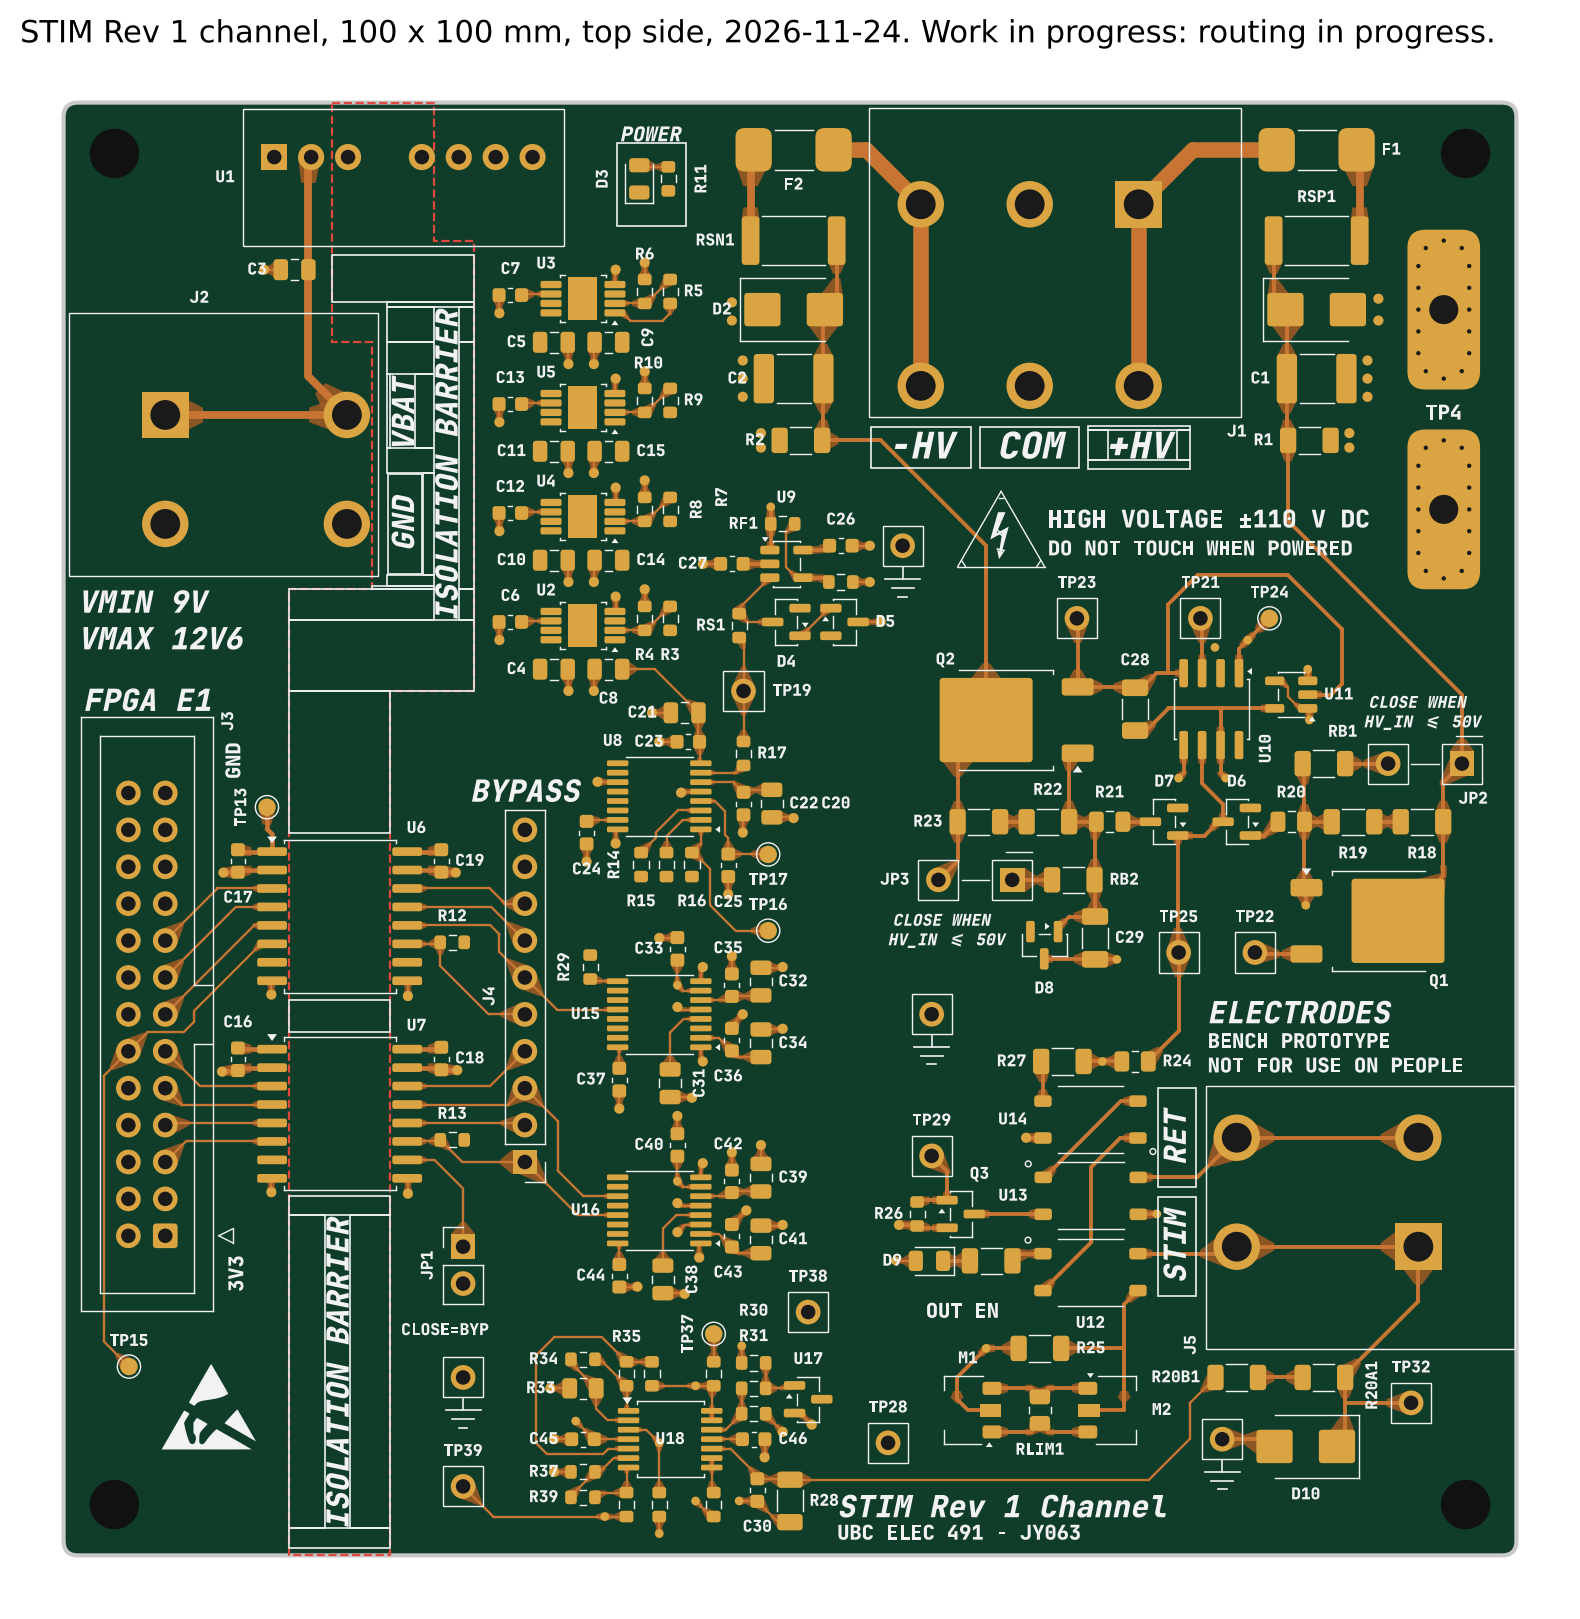 STIM Rev 1 channel, 100 x 100 mm, top side, 2026-11-24. Work in progress: routing in progress.
POWER
U1
D3
R11
F2
F1
RSP1
RSN1
C3
J2
C7
U3
R6
R5
D2
C5
C9
R10
C13
U5
R9
C2
C1
TP4
VBAT
ISOLATION BARRIER
C11
C15
R2
-HV
COM
+HV
J1
R1
GND
C12
U4
R8
R7
RF1
U9
C26
HIGH VOLTAGE ±110 V DC
DO NOT TOUCH WHEN POWERED
C10
C14
C27
VMIN 9V
VMAX 12V6
C6
U2
RS1
D5
TP23
TP21
TP24
C4
R4
R3
D4
Q2
C28
FPGA E1
J3
C8
TP19
U11
CLOSE WHEN
HV_IN ⩽ 50V
C21
U8
C23
R17
RB1
U10
GND
BYPASS
TP13
C22
C20
R22
R21
D7
D6
R20
JP2
R23
R19
R18
U6
C19
C17
C24
R14
TP17
R15
R16
C25
TP16
JP3
RB2
CLOSE WHEN
HV_IN ⩽ 50V
R12
C33
C35
R29
C32
C29
TP25
TP22
Q1
D8
J4
C16
U7
C18
U15
C34
C37
C31
C36
ELECTRODES
BENCH PROTOTYPE
NOT FOR USE ON PEOPLE
R27
R24
R13
C40
C42
TP29
U14
RET
C39
Q3
U13
R26
U16
C41
STIM
3V3
JP1
C44
C38
C43
D9
TP38
OUT EN
TP15
CLOSE=BYP
ISOLATION BARRIER
R35
TP37
R30
R31
U12
J5
R34
U17
M1
R25
R33
R20B1
R20A1
TP32
TP28
M2
C45
U18
C46
RLIM1
TP39
R37
R39
R28
C30
D10
STIM Rev 1 Channel
UBC ELEC 491 - JY063